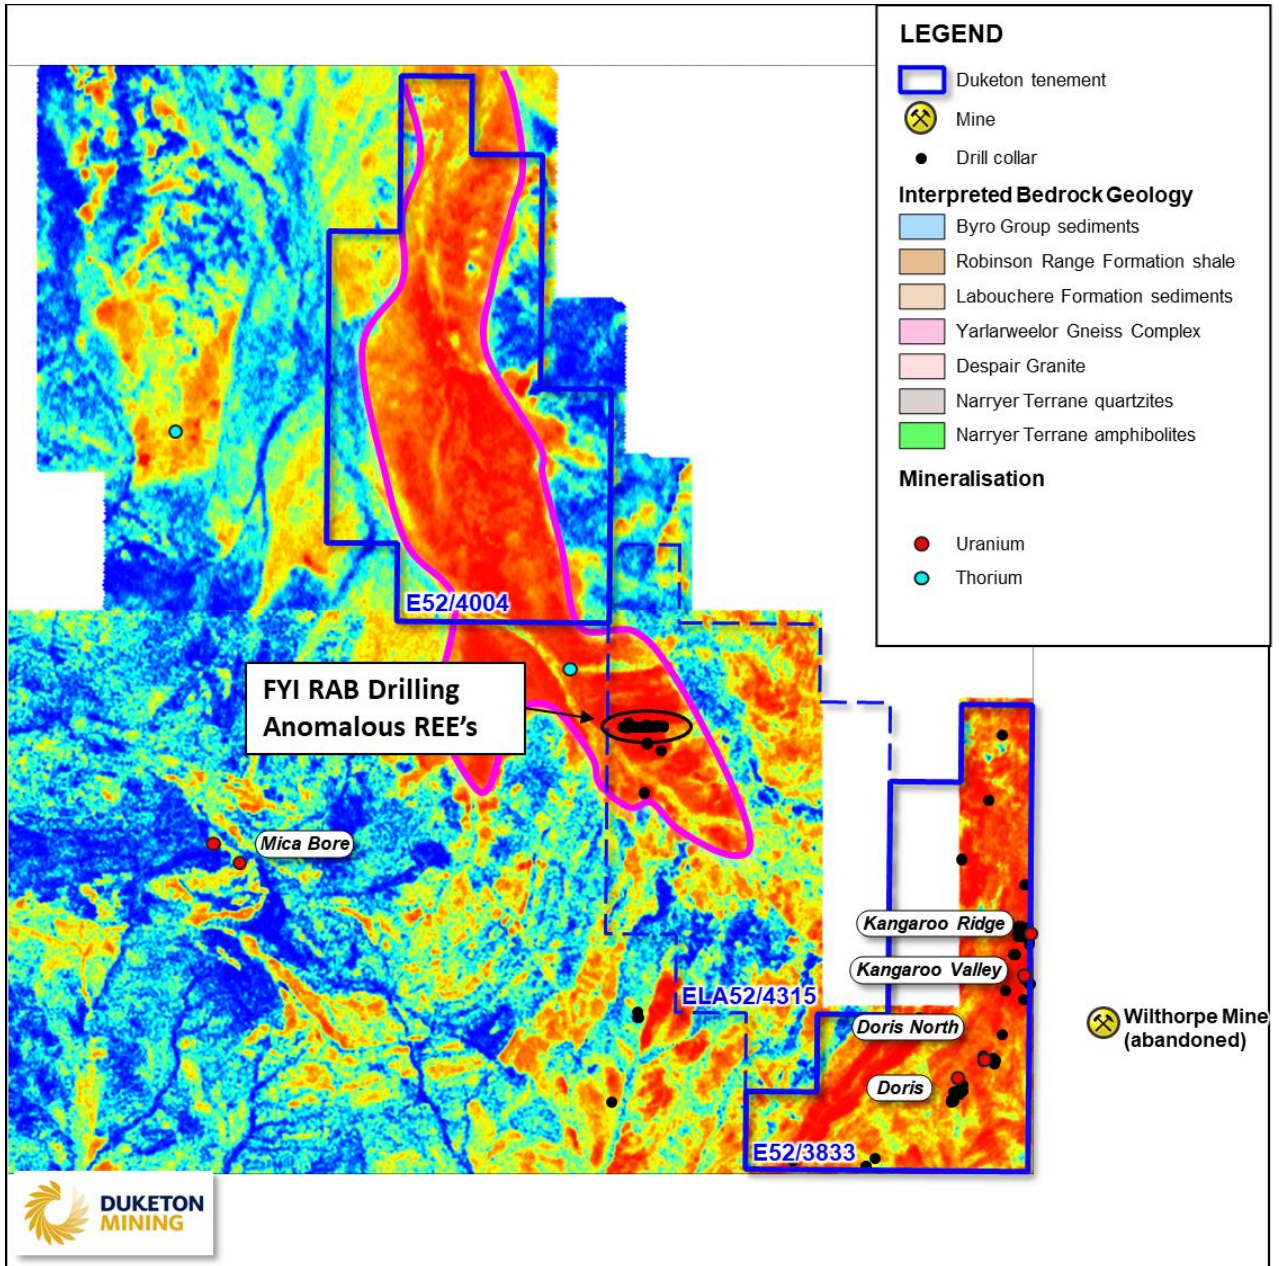 LEGEND
Duketon tenement
Mine
Drill collar
Interpreted Bedrock Geology
Byro Group sediments
Robinson Range Formation shale
Labouchere Formation sediments
Yarlarweelor Gneiss Complex
Despair Granite
Narryer Terrane quartzites
Narryer Terrane amphibolites
Mineralisation
Uranium
Thorium
E52/4004
FYI RAB Drilling
Anomalous REE's
Mica Bore
Kangaroo Ridge
Kangaroo Valley
ELA52/4315
Doris North
Wilthorpe Mine
(abandoned)
Doris
E52/3833
DUKETON
MINING